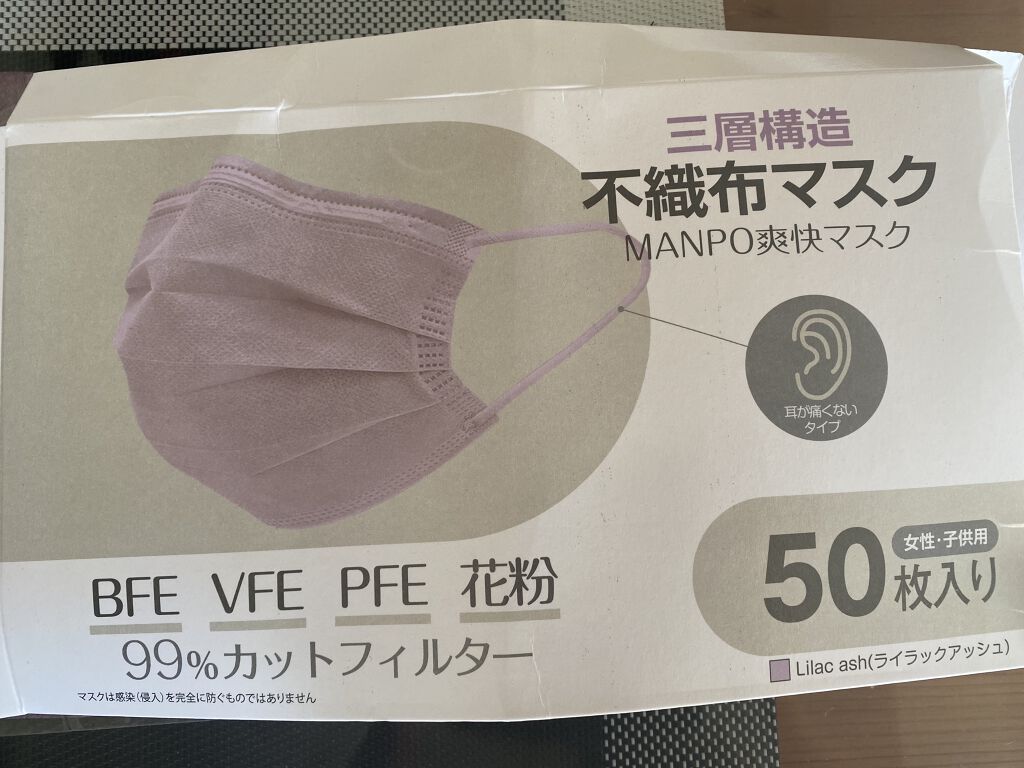 三層構造
不織布マスク
MANPO爽快マスク
耳が痛くない
タイプ
BFE VFE PFE 花粉
99%カットフィルター
マスクは感染(侵入)を完全に防ぐものではありません
女性・子供用
50枚入り
Lilac ash(ライラックアッシュ)